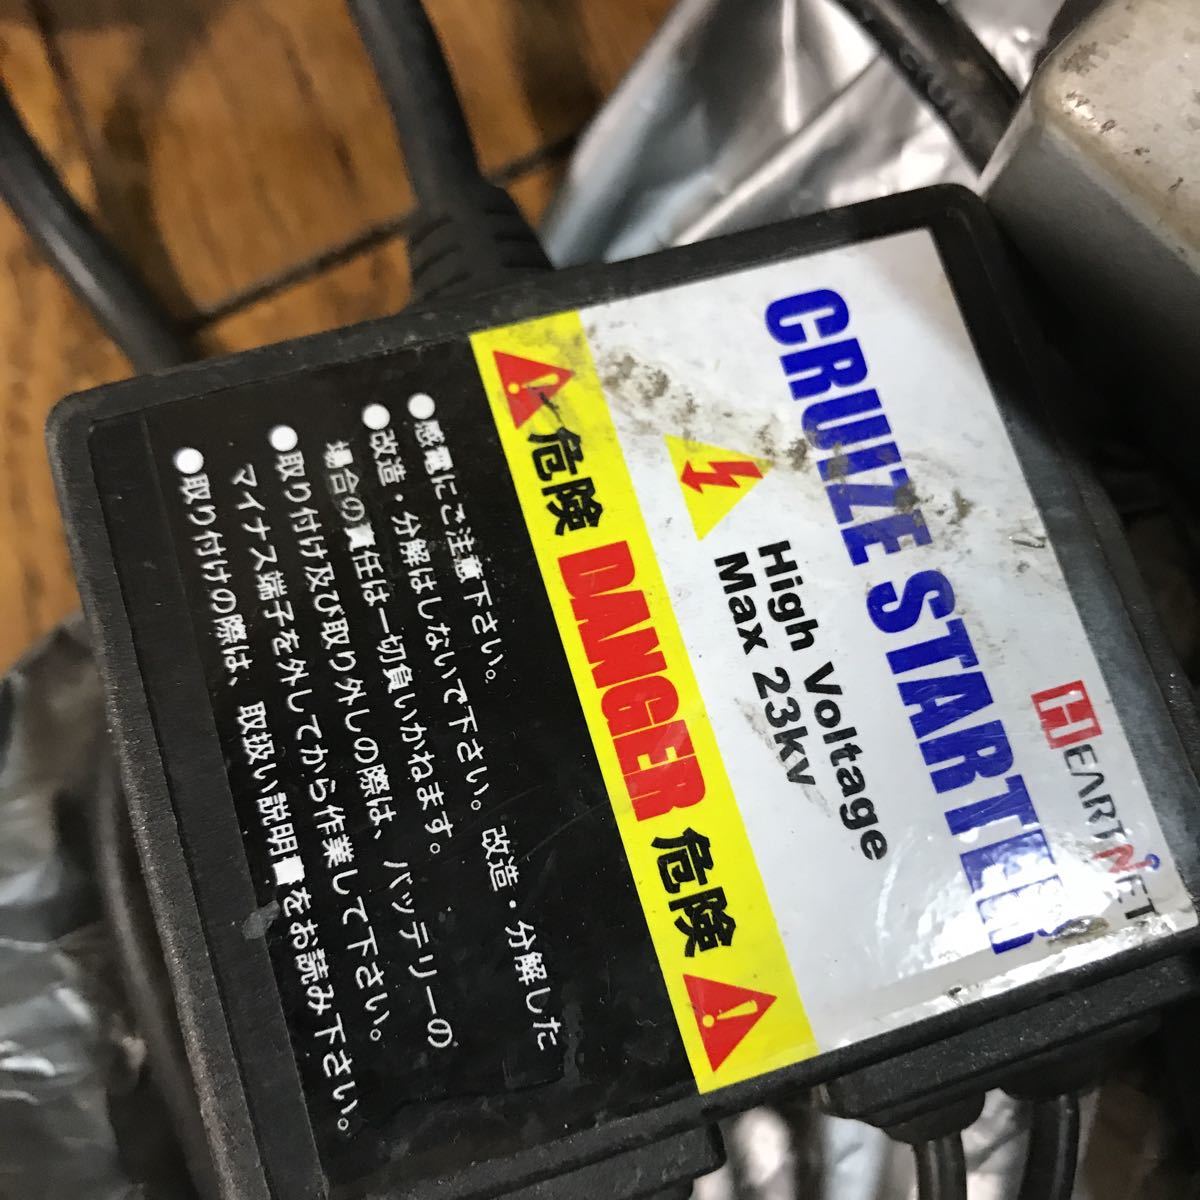 HEARTNET
CRUIZE STARTER
High Voltage
Max 23kv
危険 DANGER 危険
●感電にご注意下さい。
●改造・分解はしないで下さい。改造・分解した
場合の責任は一切負いかねます。
●取り付け及び取り外しの際は、バッテリーの
マイナス端子を外してから作業して下さい。
●取り付けの際は、取扱い説明書をお読み下さい。